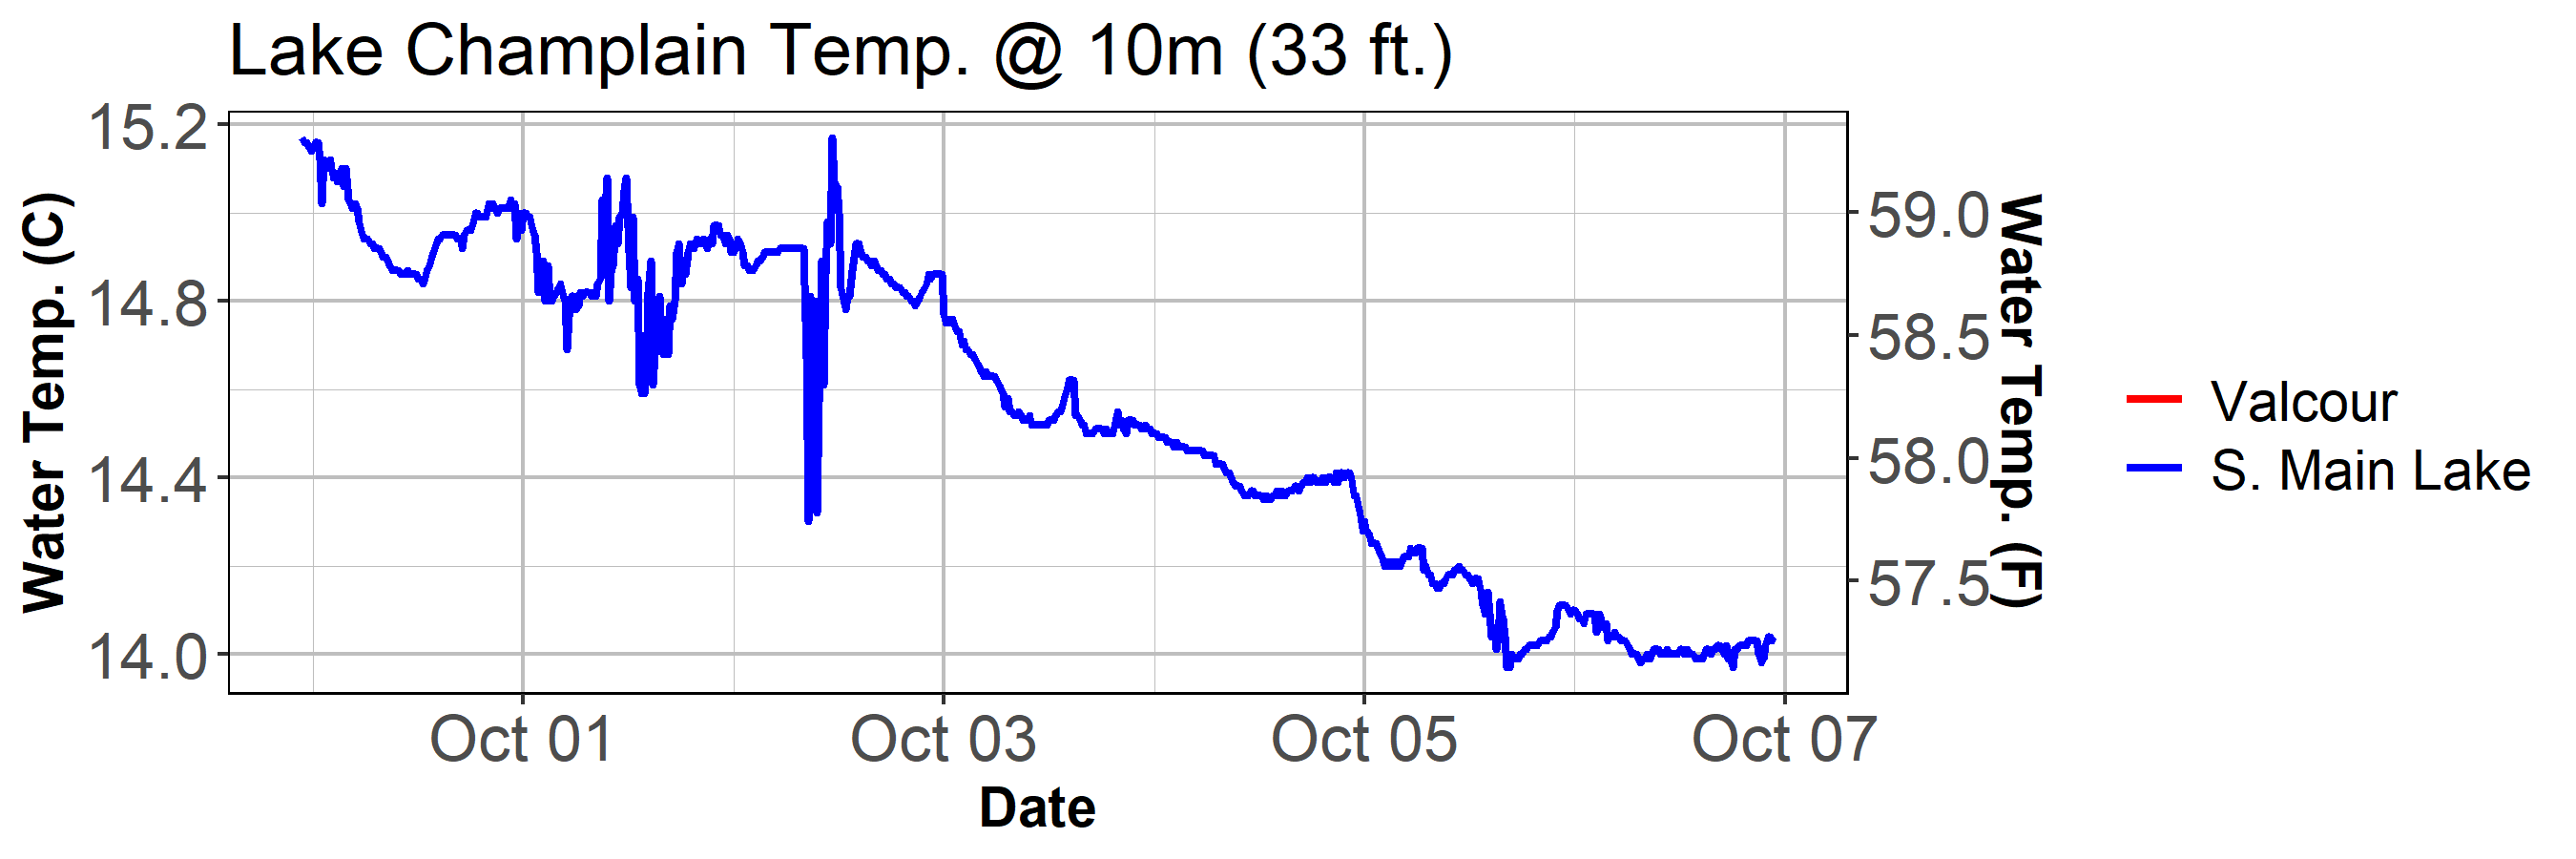 Lake Champlain Temp. @ 10m (33 ft.)
Water Temp. (C)
15.2
14.8
14.4
14.0
59.0
58.5
58.0
57.5
Water Temp. (F)
Oct 01
Oct 03
Oct 05
Oct 07
Date
Valcour
S. Main Lake